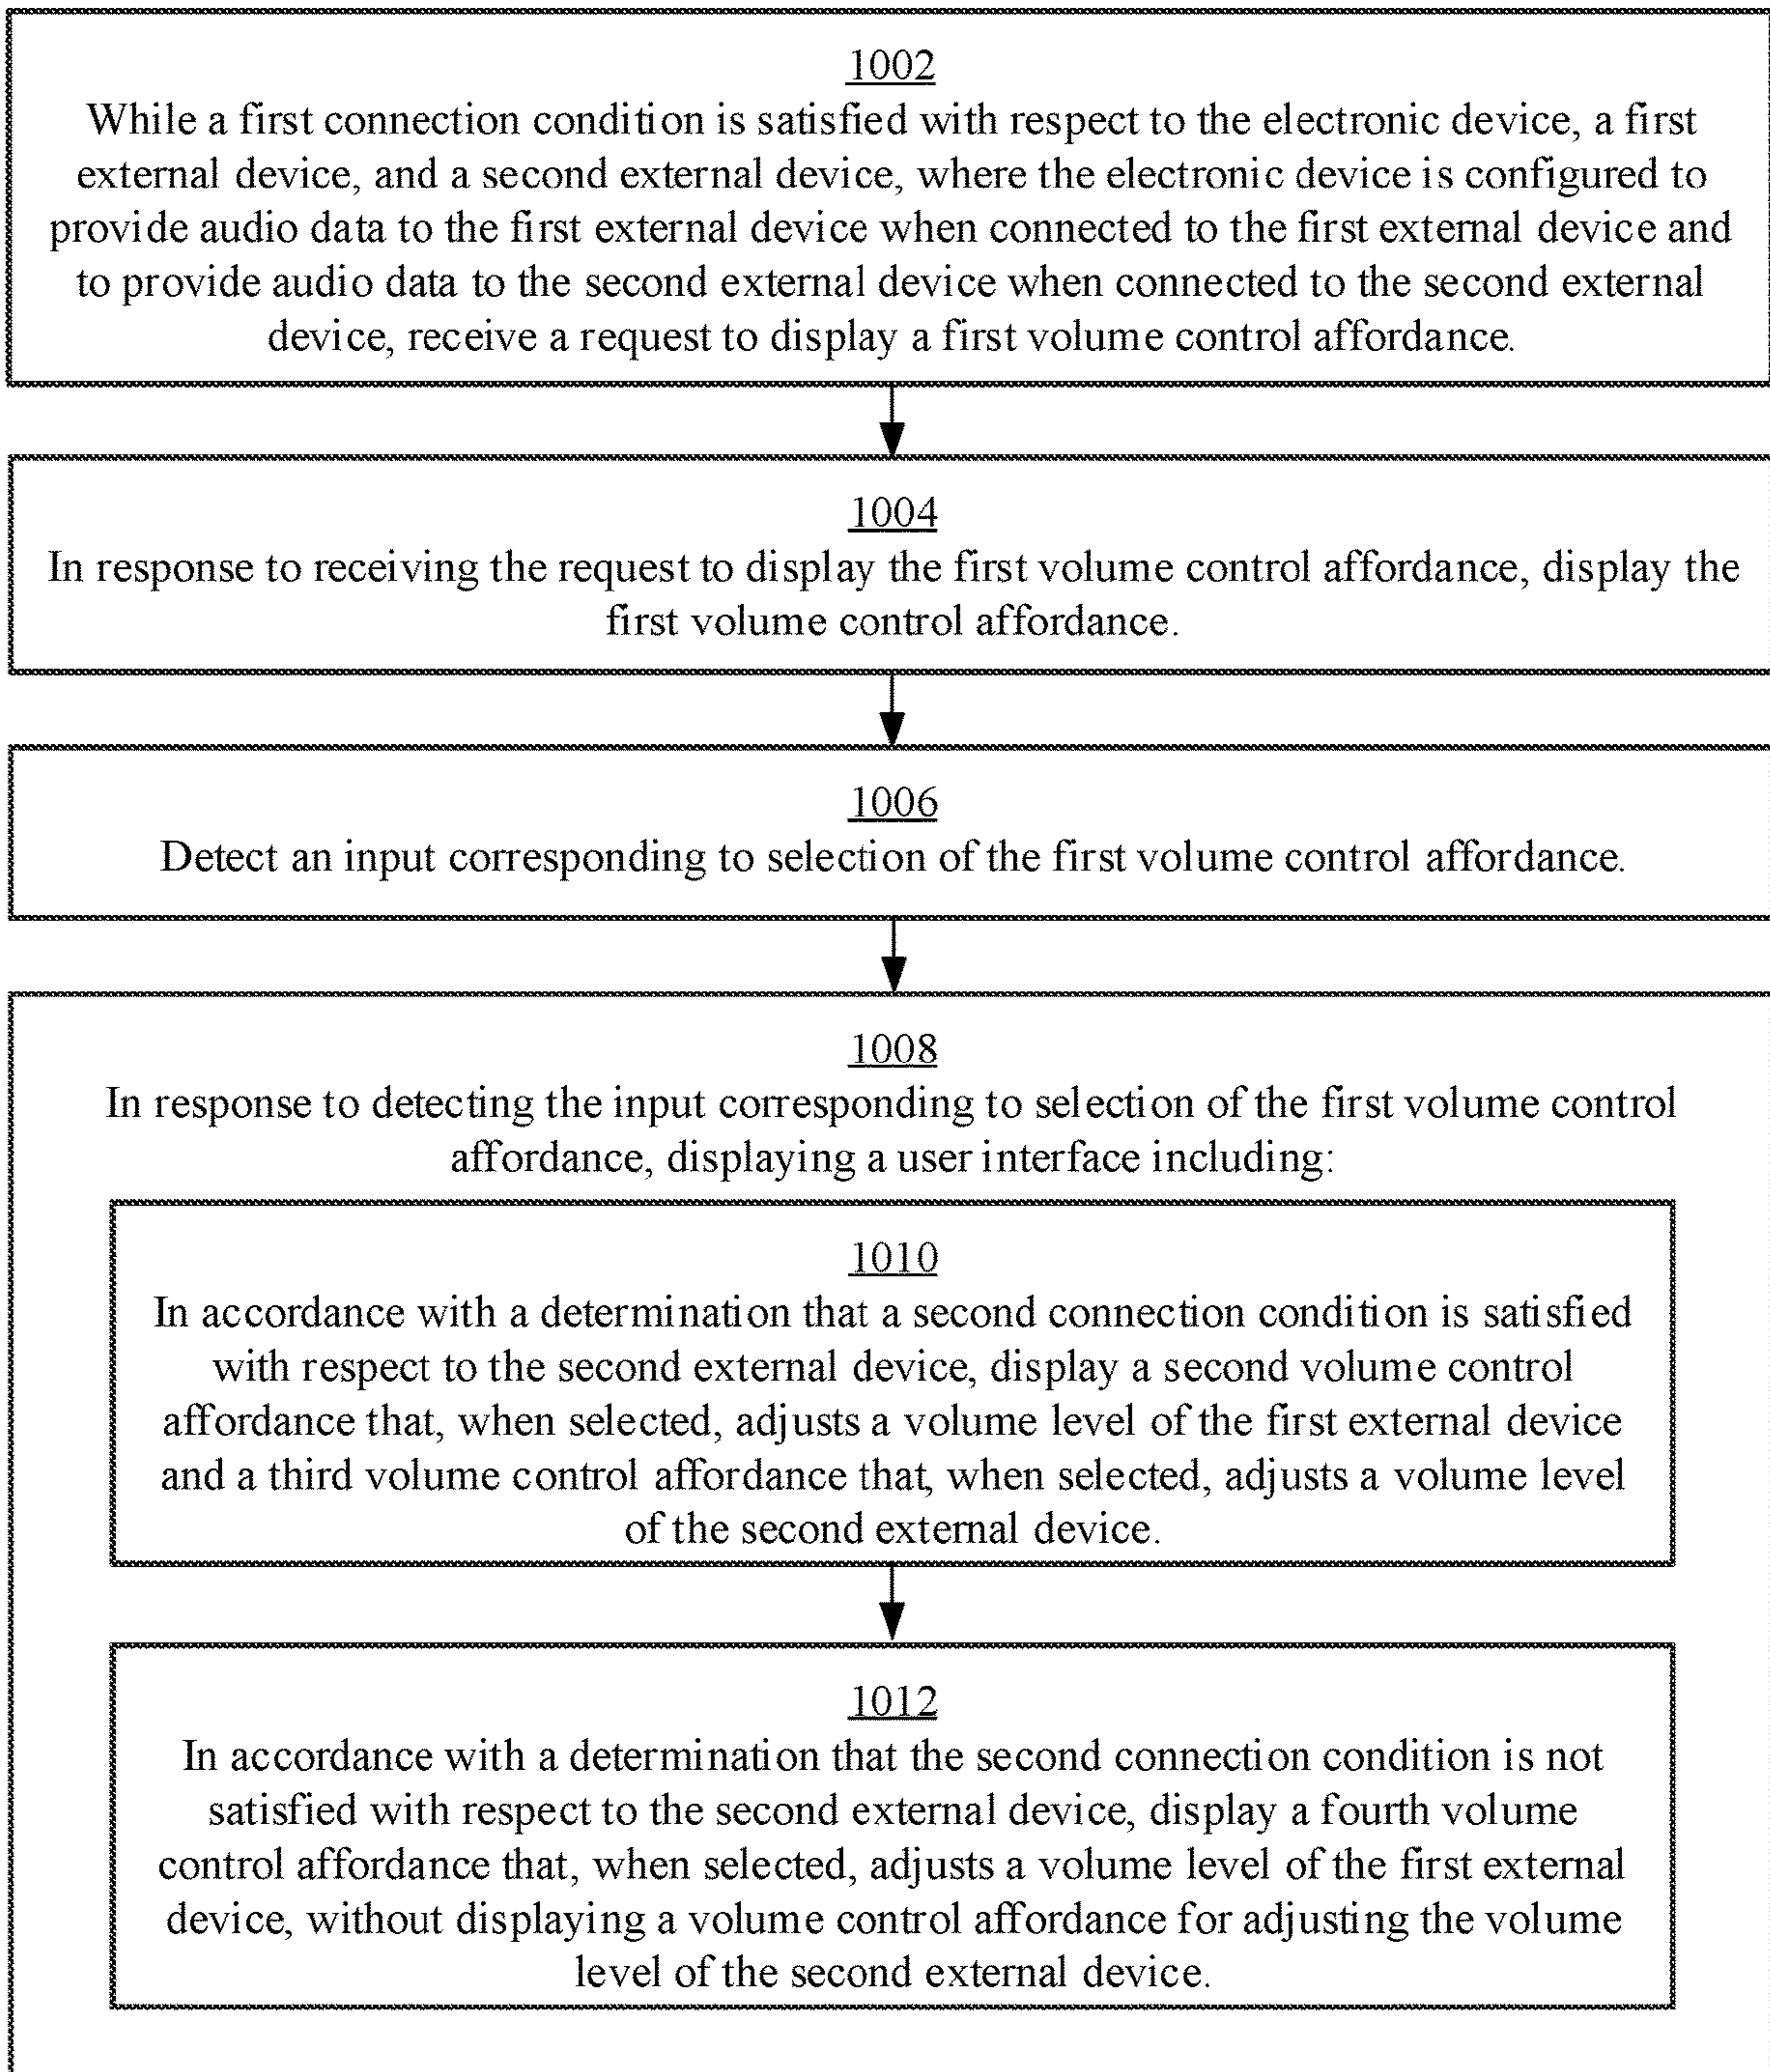 1002
While a first connection condition is satisfied with respect to the electronic device, a first
external device, and a second external device, where the electronic device is configured to
provide audio data to the first external device when connected to the first external device and
to provide audio data to the second external device when connected to the second external
device, receive a request to display a first volume control affordance.
1004
In response to receiving the request to display the first volume control affordance, display the
first volume control affordance.
1006
Detect an input corresponding to selection of the first volume control affordance.
1008
In response to detecting the input corresponding to selection of the first volume control
affordance, displaying a user interface including:
1010
In accordance with a determination that a second connection condition is satisfied
with respect to the second external device, display a second volume control
affordance that, when selected, adjusts a volume level of the first external device
and a third volume control affordance that, when selected, adjusts a volume level
of the second external device.
1012
In accordance with a determination that the second connection condition is not
satisfied with respect to the second external device, display a fourth volume
control affordance that, when selected, adjusts a volume level of the first external
device, without displaying a volume control affordance for adjusting the volume
level of the second external device.